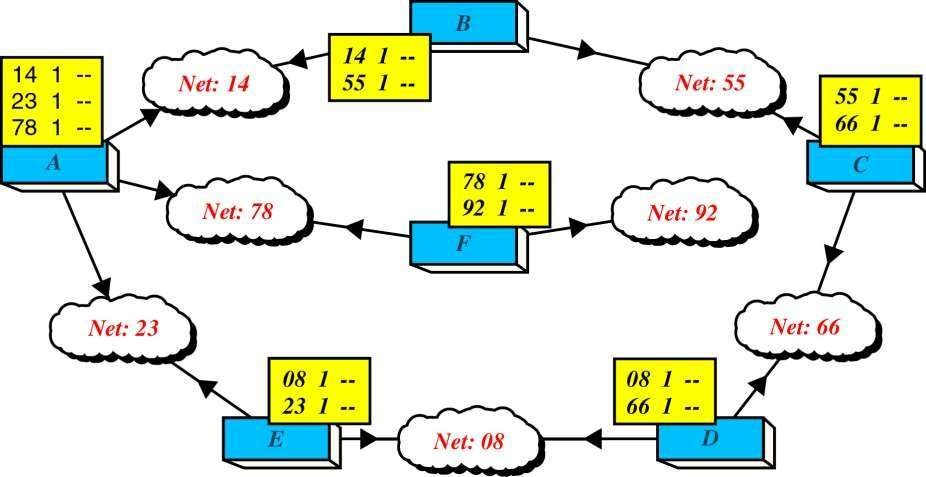 B
14 1 --
55 1 --
14 1 --
23 1 --
78 1 --
A
Net: 14
Net: 55
55 1 --
66 1 --
C
Net: 78
78 1 --
92 1 --
F
Net: 92
Net: 23
Net: 66
08 1 --
23 1 --
E
Net: 08
08 1 --
66 1 --
D